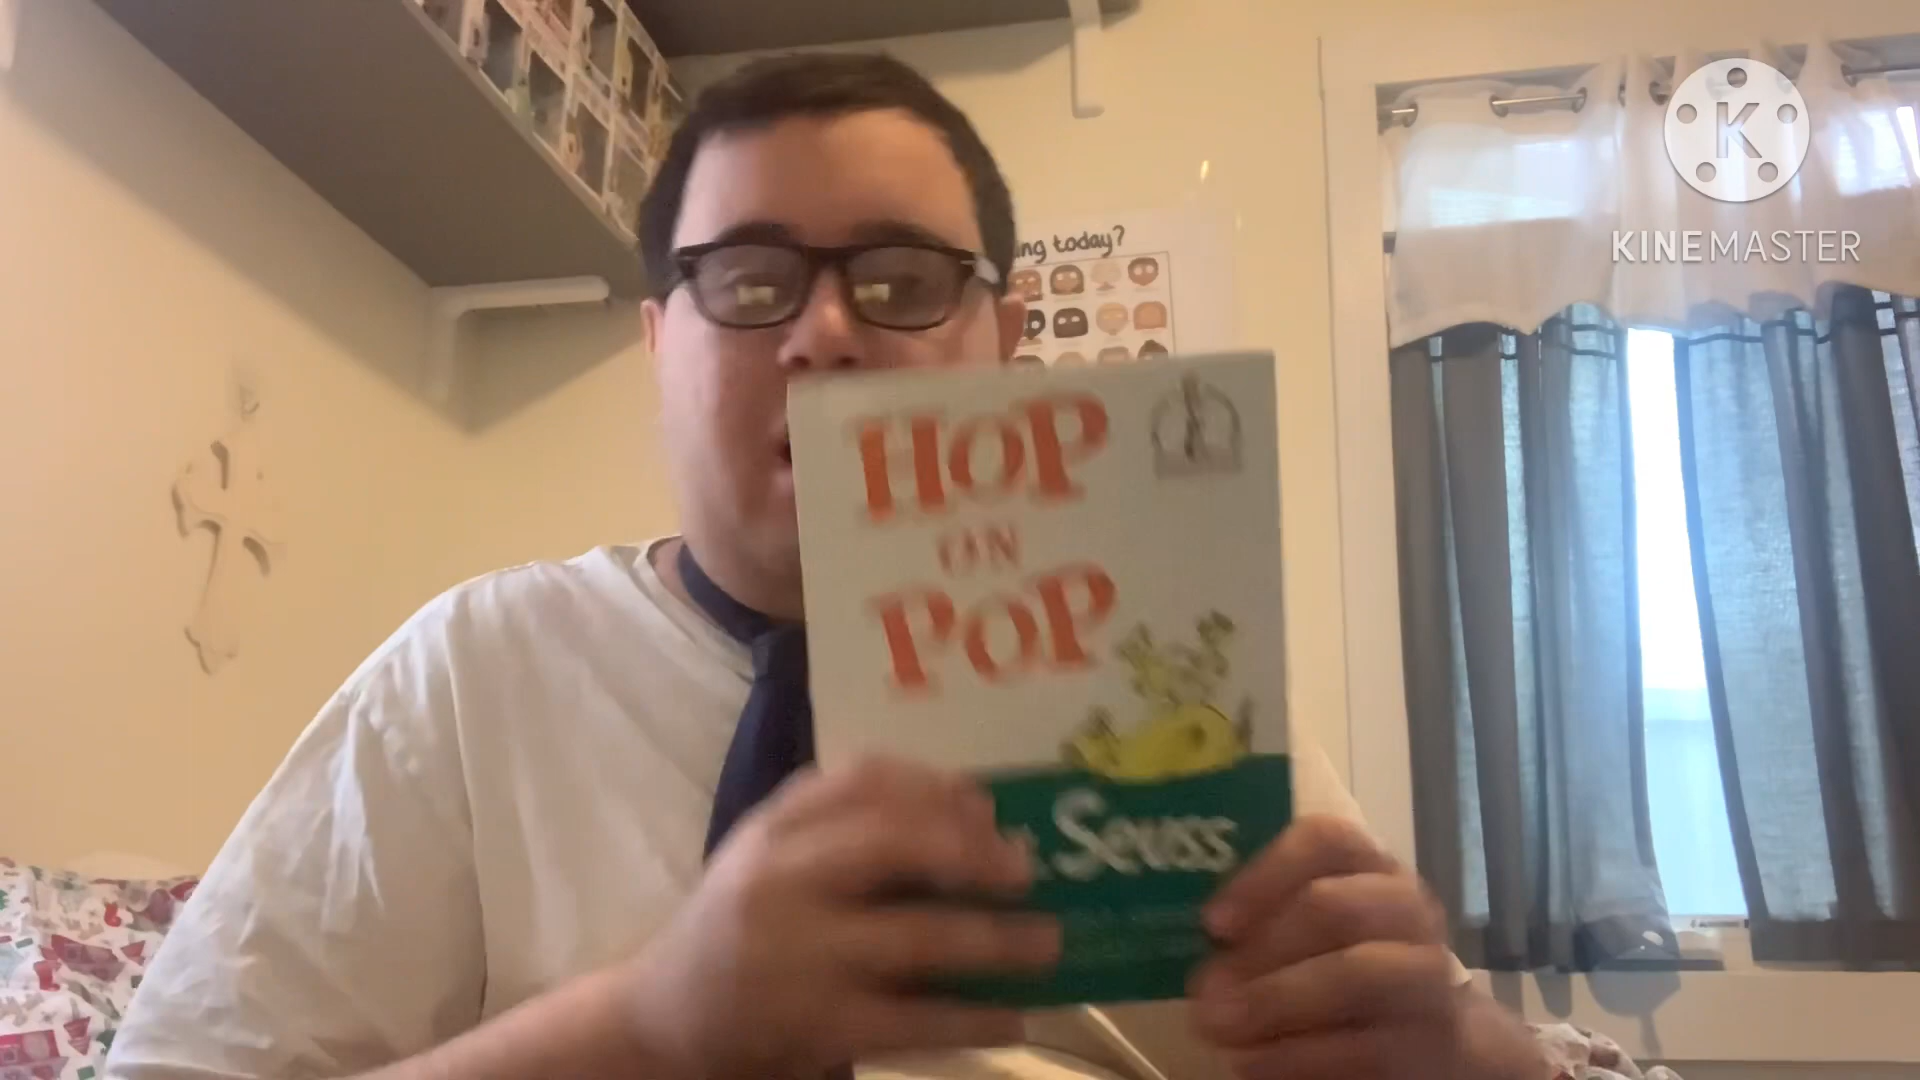 ing today?
K
KINEMASTER
HOP
ON
POP
Seuss